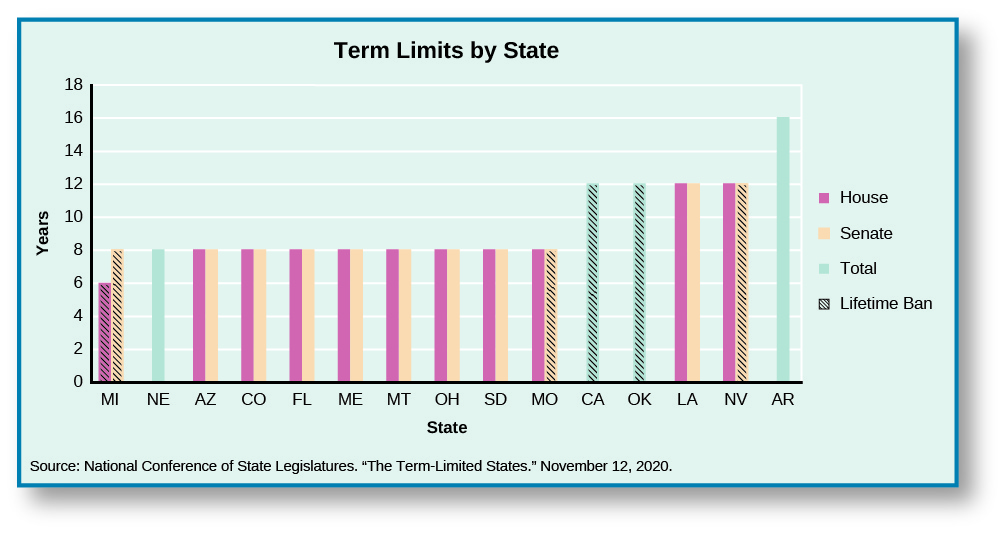 Term Limits by State
18
16
14
12
10
8
6
4
2
0
Years
MI NE AZ CO FL ME MT OH SD MO CA OK LA NV AR
State
House
Senate
Total
Lifetime Ban
Source: National Conference of State Legislatures. “The Term-Limited States.” November 12, 2020.